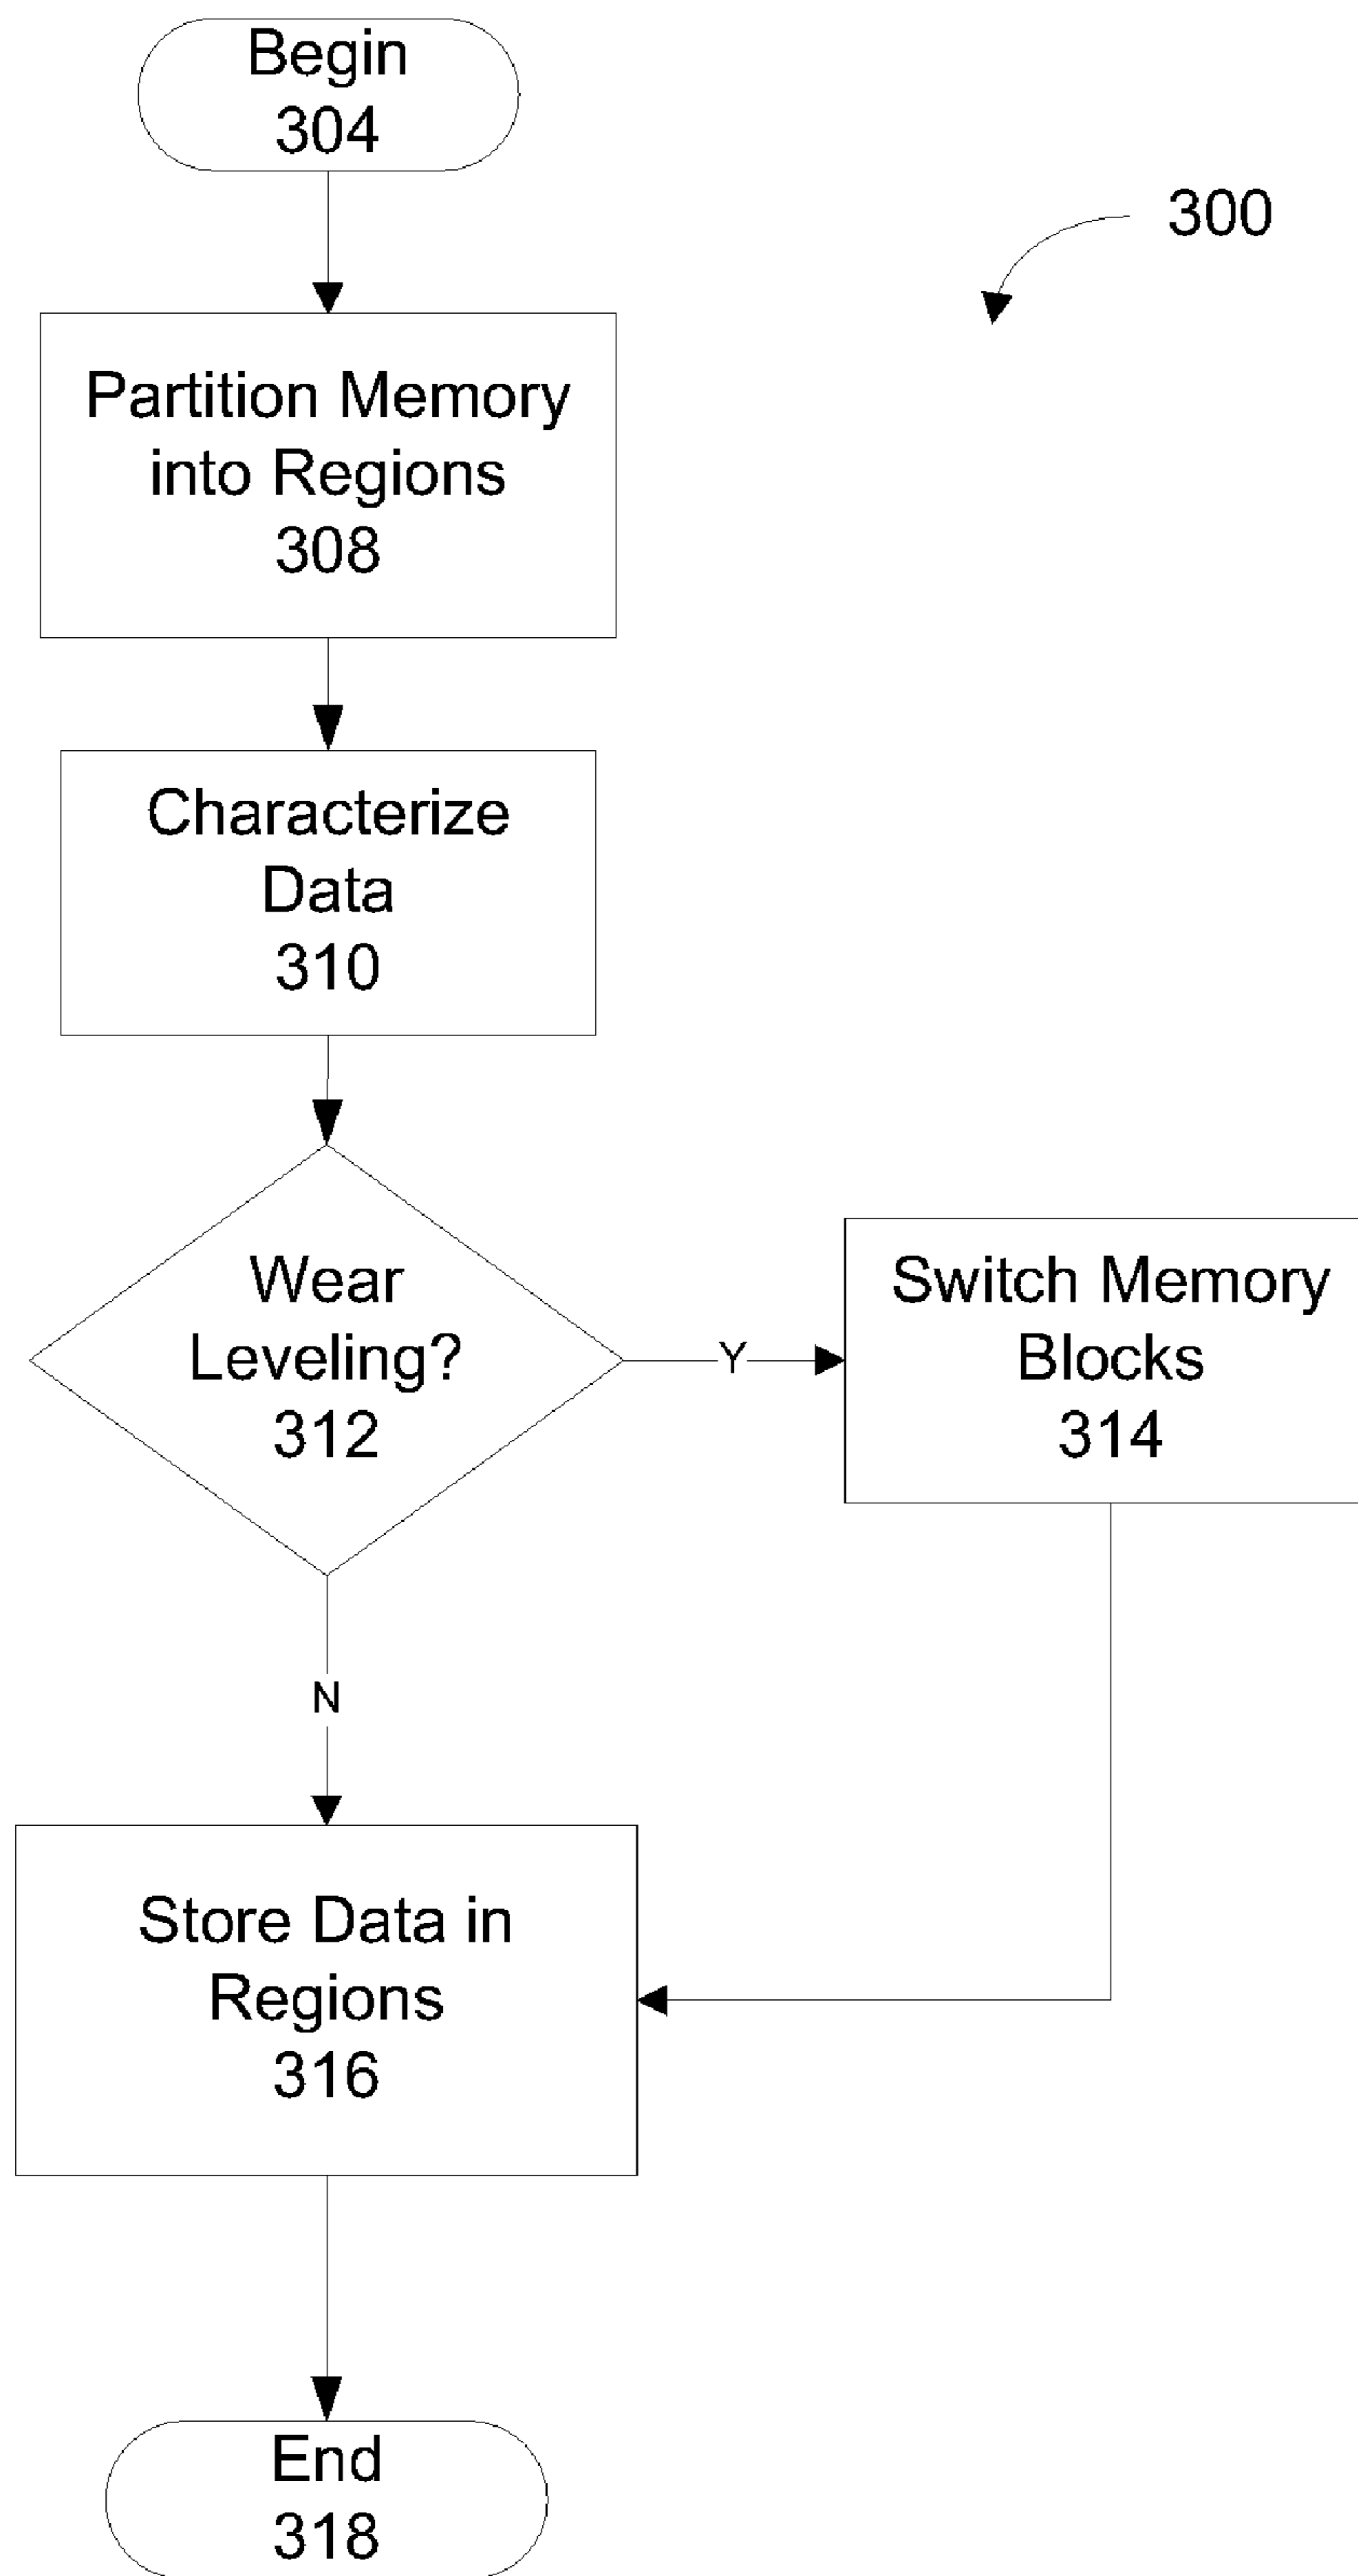 Begin
304
300
Partition Memory
into Regions
308
Characterize
Data
310
Wear
Leveling?
312
Y
Switch Memory
Blocks
314
N
Store Data in
Regions
316
End
318